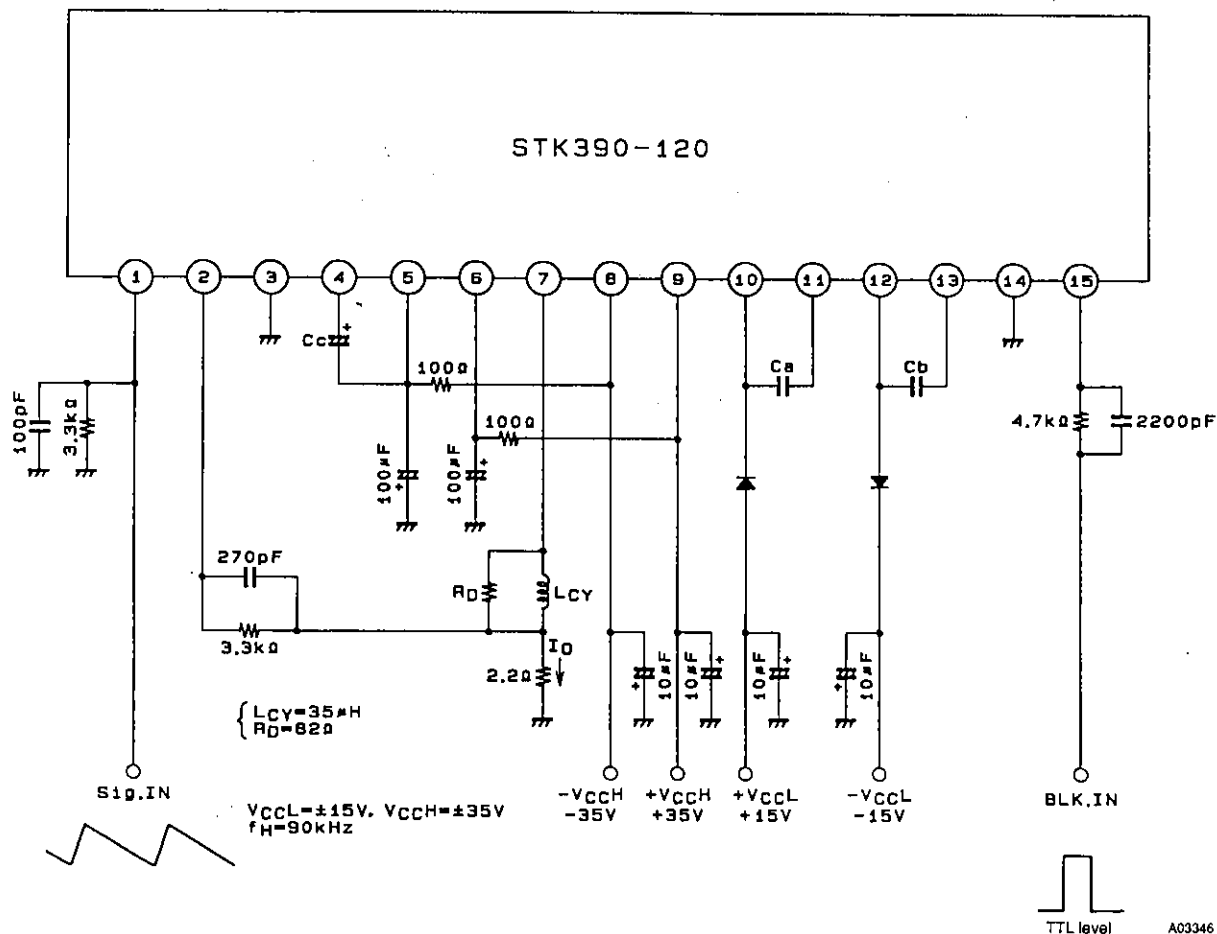 STK390-120
1 2 3 4 5 6 7 8 9 10 11 12 13 14 15
Cc
+
100Ω
Ca
Cb
100pF
3.3kΩ
100Ω
4.7kΩ
2200pF
100μF
+
100μF
+
270pF
RD
LCY
3.3kΩ
IO
2.2Ω
10μF
+
10μF
+
10μF
+
10μF
+
LCY=35μH
RD=82Ω
Sig.IN
VCCL=±15V, VCCH=±35V
fH=90kHz
-VCCH
-35V
+VCCH
+35V
+VCCL
+15V
-VCCL
-15V
BLK.IN
TTL level
A03346